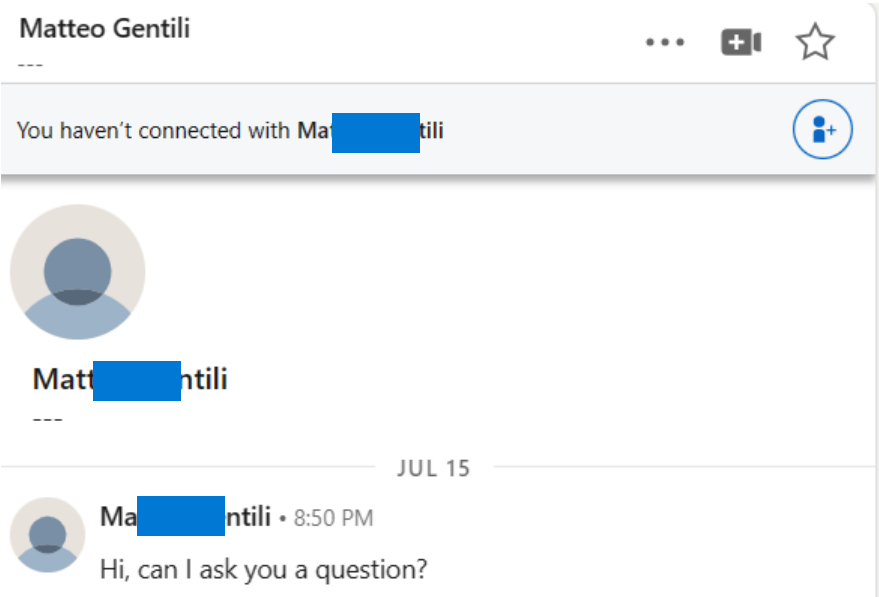 Matteo Gentili
---
You haven't connected with Mat tili
Matt ntili
---
JUL 15
Ma ntili • 8:50 PM
Hi, can I ask you a question?